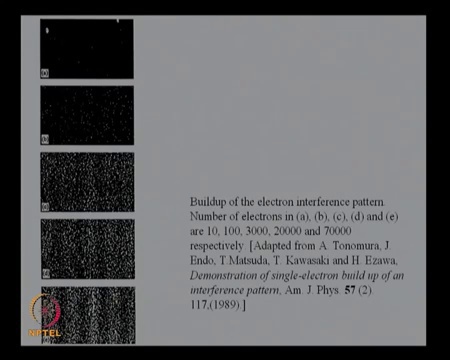 (a)
(b)
(c)
(d)
Buildup of the electron interference pattern.
Number of electrons in (a), (b), (c), (d) and (e)
are 10, 100, 3000, 20000 and 70000
respectively. [Adapted from A. Tonomura, J.
Endo, T.Matsuda, T. Kawasaki and H. Ezawa,
Demonstration of single-electron build up of an
interference pattern, Am. J. Phys. 57 (2)
117,(1989).]
NPTEL